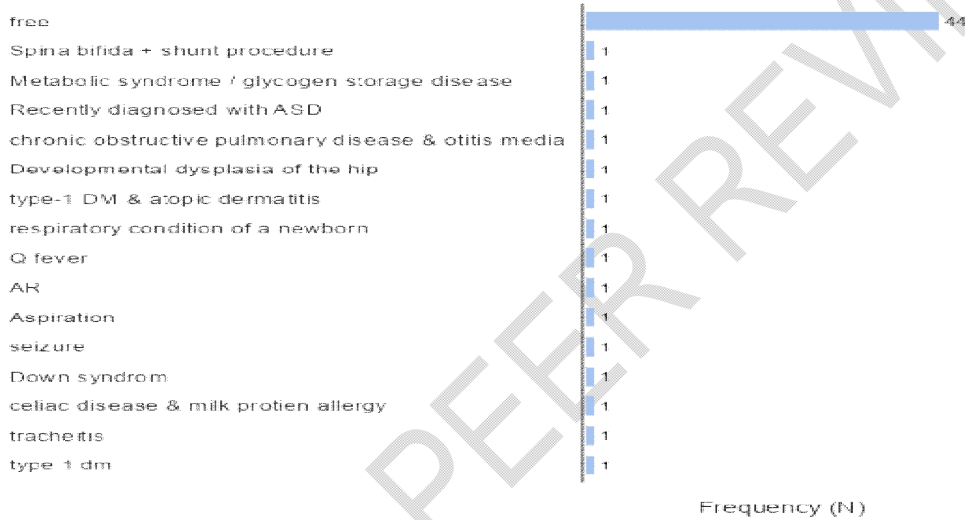 free 44
Spina bifida + shunt procedure 1
Metabolic syndrome / glycogen storage disease 1
Recently diagnosed with ASD 1
chronic obstructive pulmonary disease & otitis media 1
Developmental dysplasia of the hip 1
type-1 DM & atopic dermatitis 1
respiratory condition of a newborn 1
Q fever 1
AR 1
Aspiration 1
seizure 1
Down syndrom 1
celiac disease & milk protien allergy 1
tracheitis 1
type 1 dm 1
Frequency (N)
PEER